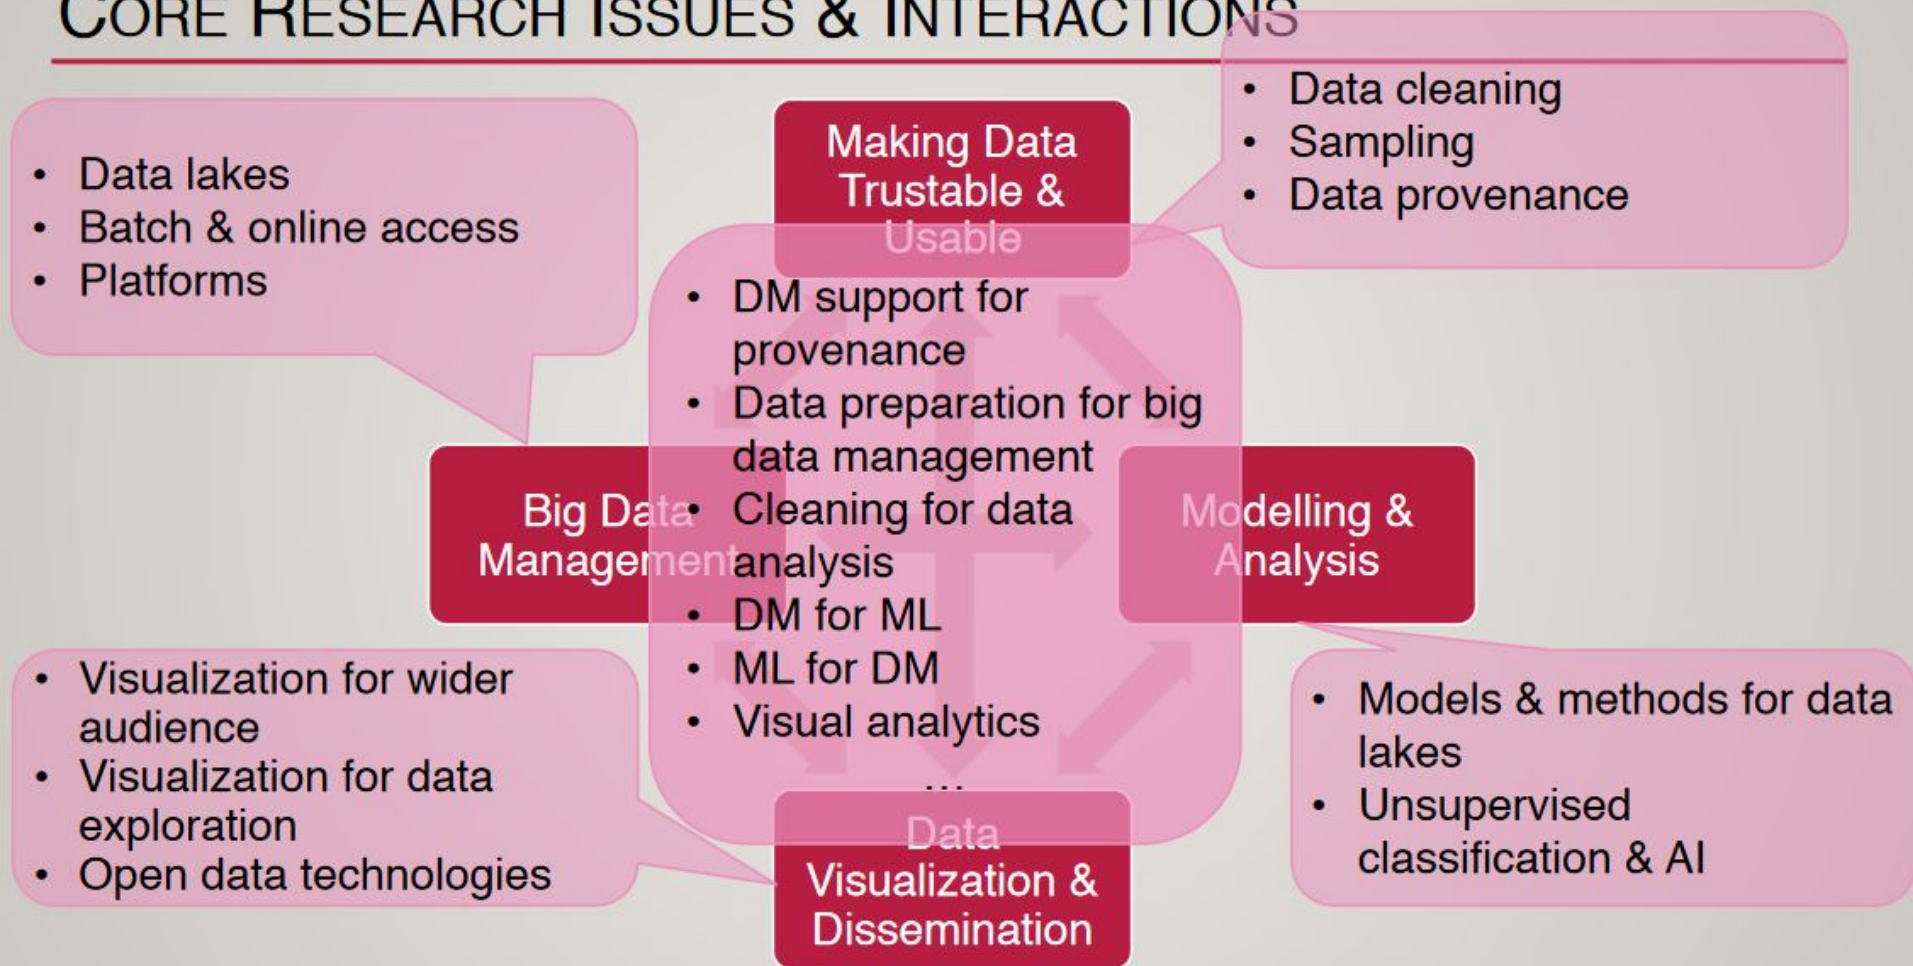 CORE RESEARCH ISSUES & INTERACTIONS
• Data lakes
• Batch & online access
• Platforms
Making Data
Trustable &
Usable
• Data cleaning
• Sampling
• Data provenance
• DM support for
provenance
• Data preparation for big
data management
• Cleaning for data
analysis
• DM for ML
• ML for DM
• Visual analytics
...
Big Data
Management
Modelling &
Analysis
• Visualization for wider
audience
• Visualization for data
exploration
• Open data technologies
Data
Visualization &
Dissemination
• Models & methods for data
lakes
• Unsupervised
classification & AI